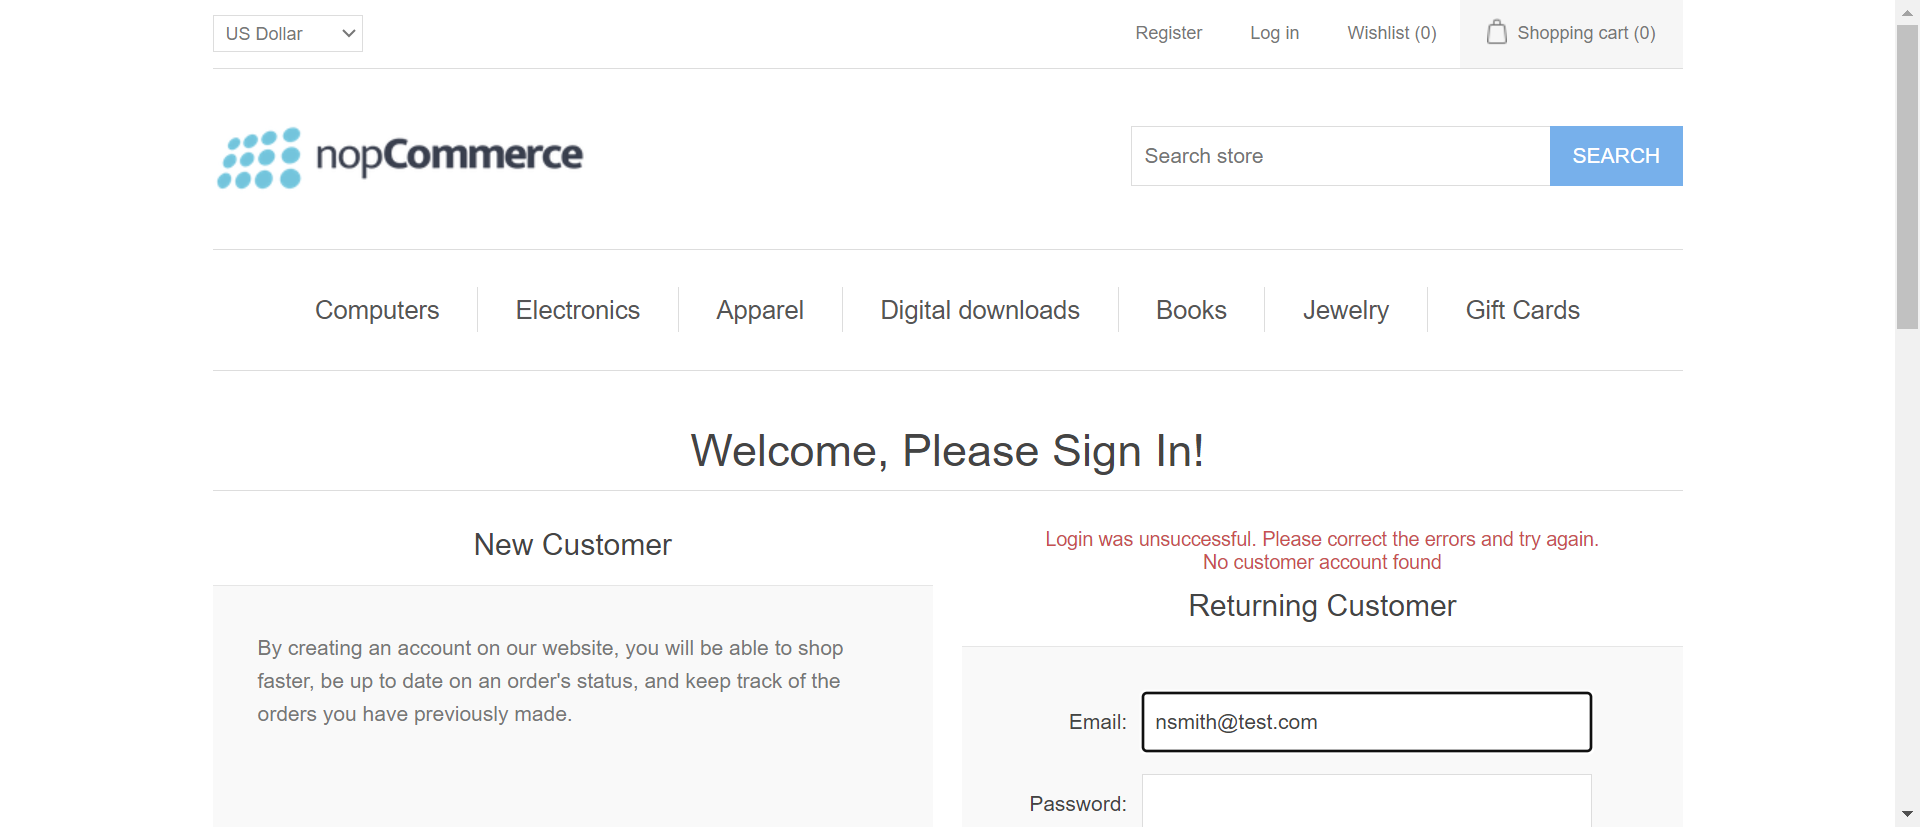 US Dollar
Register
Log in
Wishlist (0)
Shopping cart (0)
nopCommerce
Search store
SEARCH
Computers
Electronics
Apparel
Digital downloads
Books
Jewelry
Gift Cards
Welcome, Please Sign In!
New Customer
By creating an account on our website, you will be able to shop
faster, be up to date on an order's status, and keep track of the
orders you have previously made.
Login was unsuccessful. Please correct the errors and try again.
No customer account found
Returning Customer
Email:
nsmith@test.com
Password: